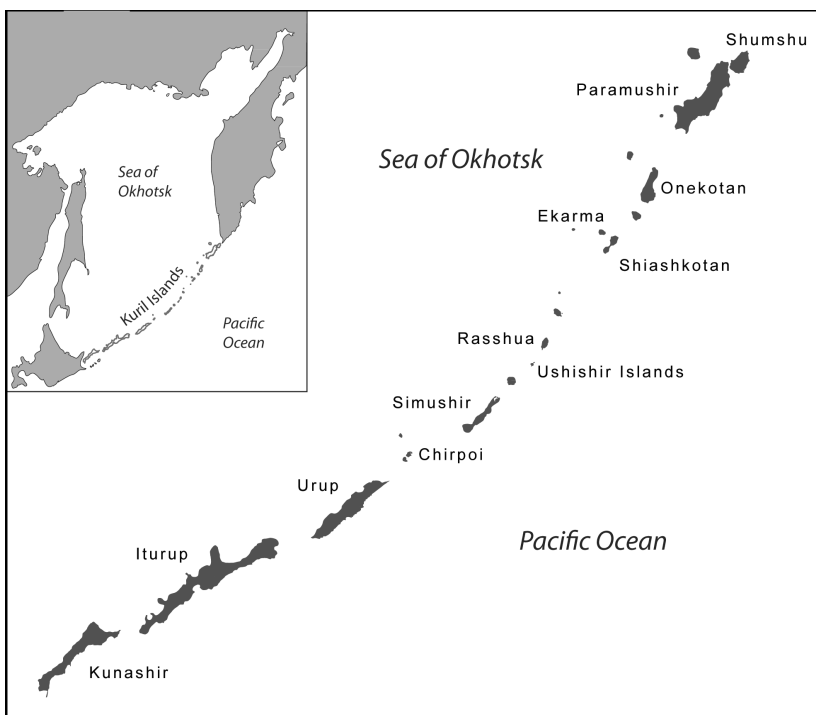 Sea of
Okhotsk
Kuril Islands
Pacific
Ocean
Shumshu
Paramushir
Sea of Okhotsk
Onekotan
Ekarma
Shiashkotan
Rasshua
Ushishir Islands
Simushir
Chirpoi
Urup
Pacific Ocean
Iturup
Kunashir